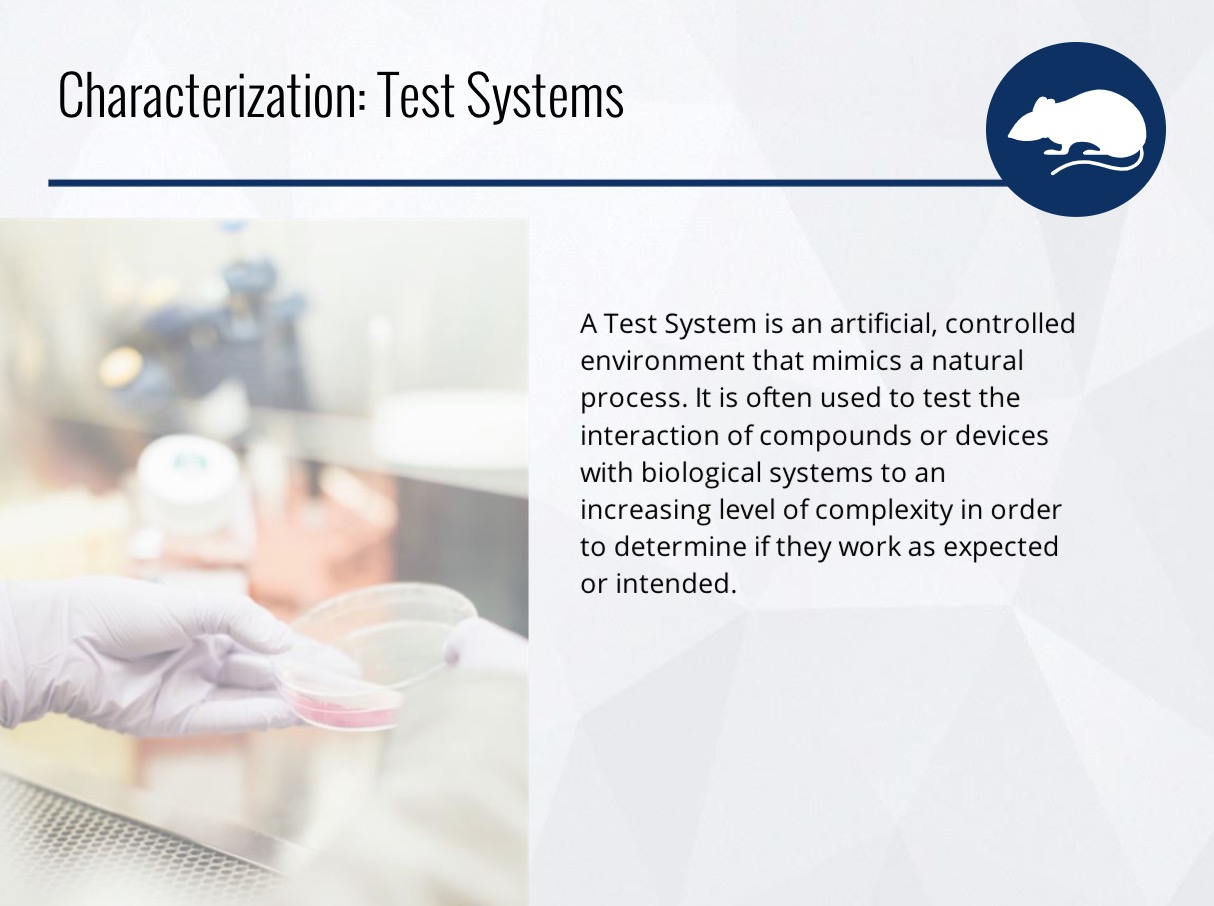 Characterization: Test Systems
A Test System is an artificial, controlled
environment that mimics a natural
process. It is often used to test the
interaction of compounds or devices
with biological systems to an
increasing level of complexity in order
to determine if they work as expected
or intended.